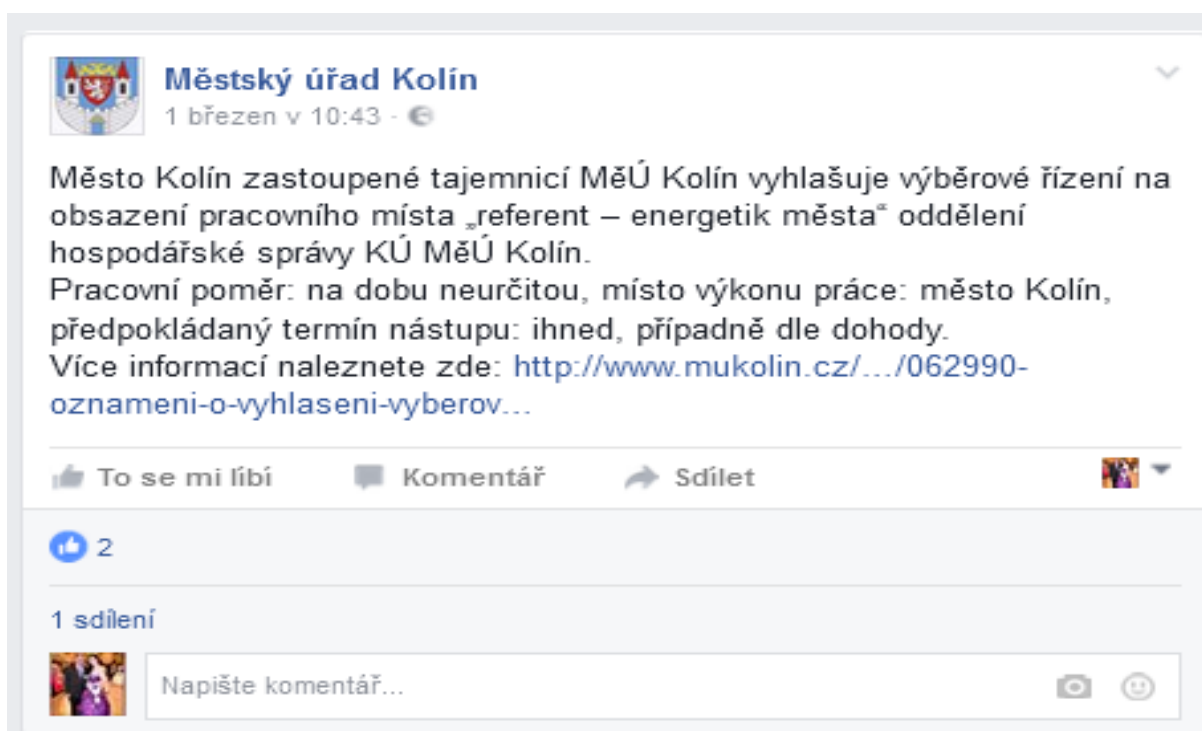 Městský úřad Kolín
1 březen v 10:43 ·
Město Kolín zastoupené tajemnicí MěÚ Kolín vyhlašuje výběrové řízení na
obsazení pracovního místa „referent – energetik města“ oddělení
hospodářské správy KÚ MěÚ Kolín.
Pracovní poměr: na dobu neurčitou, místo výkonu práce: město Kolín,
předpokládaný termín nástupu: ihned, případně dle dohody.
Více informací naleznete zde: http://www.mukolin.cz/.../062990-
oznameni-o-vyhlaseni-vyberov...
To se mi líbí Komentář Sdílet
2
1 sdílení
Napište komentář...